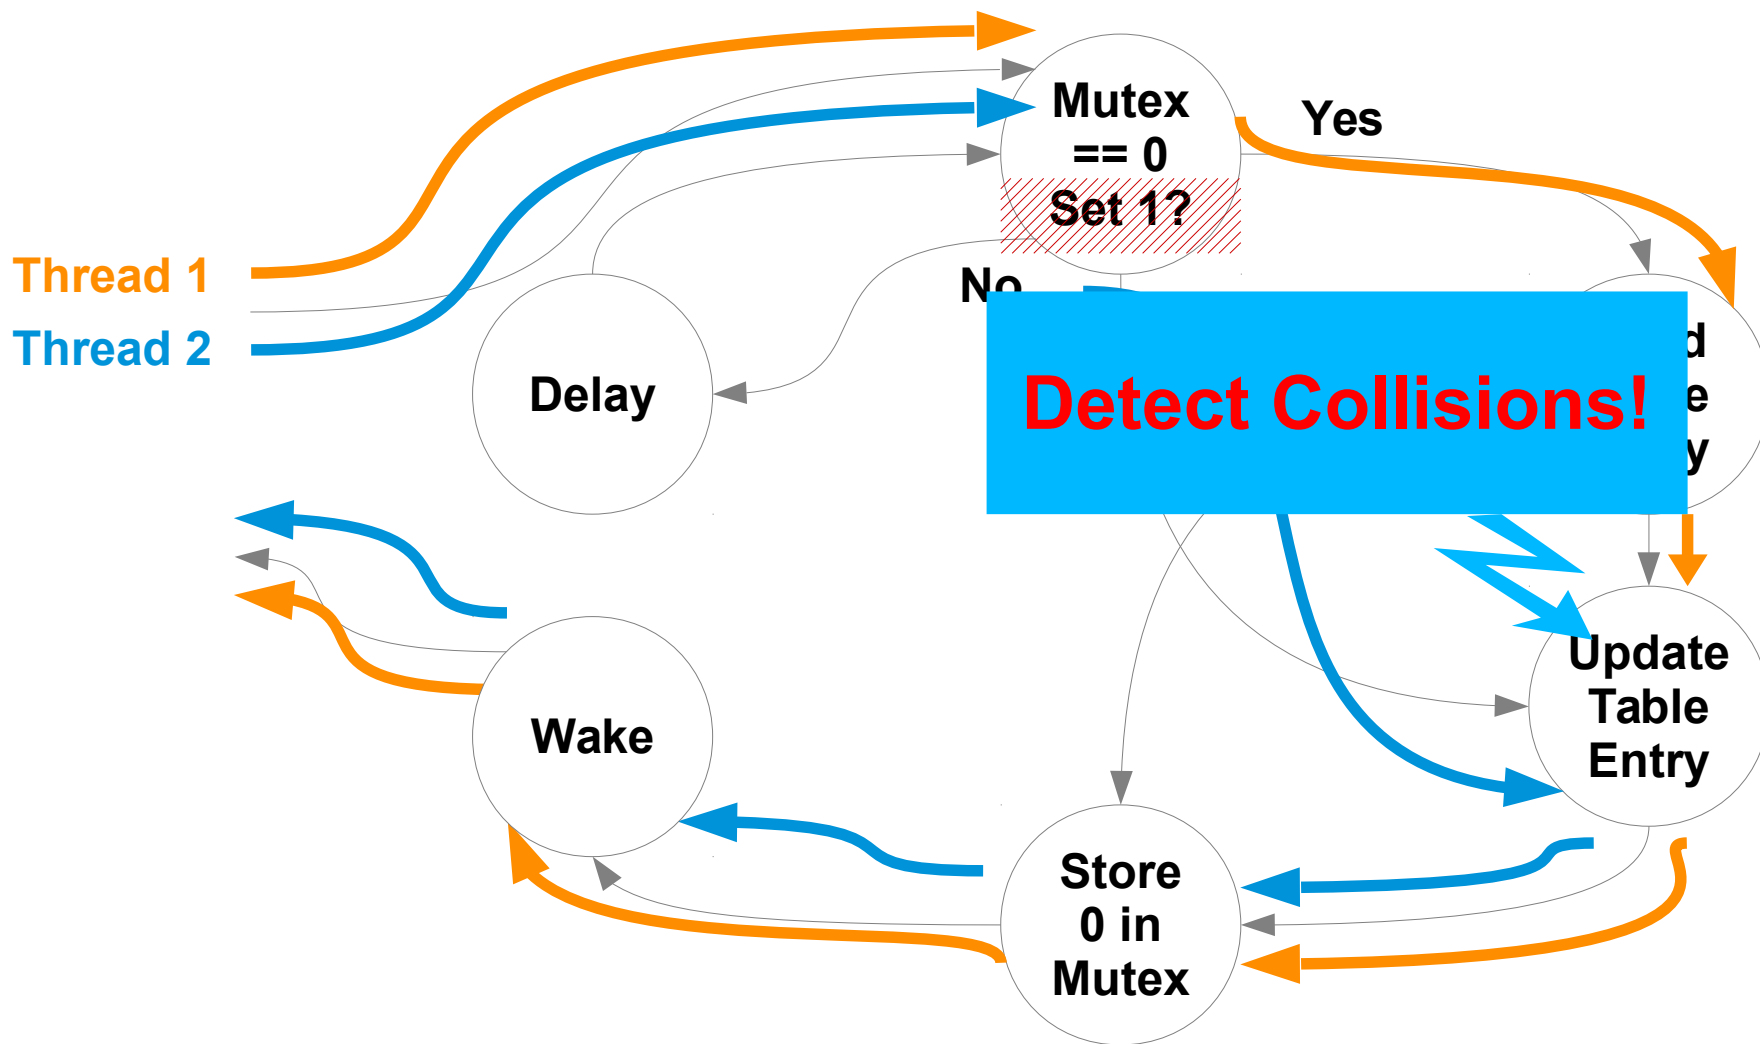 Mutex
== 0
Set 1?
Yes
Thread 1
Thread 2
No
Delay
Detect Collisions!
Update
Table
Entry
Wake
Store
0 in
Mutex